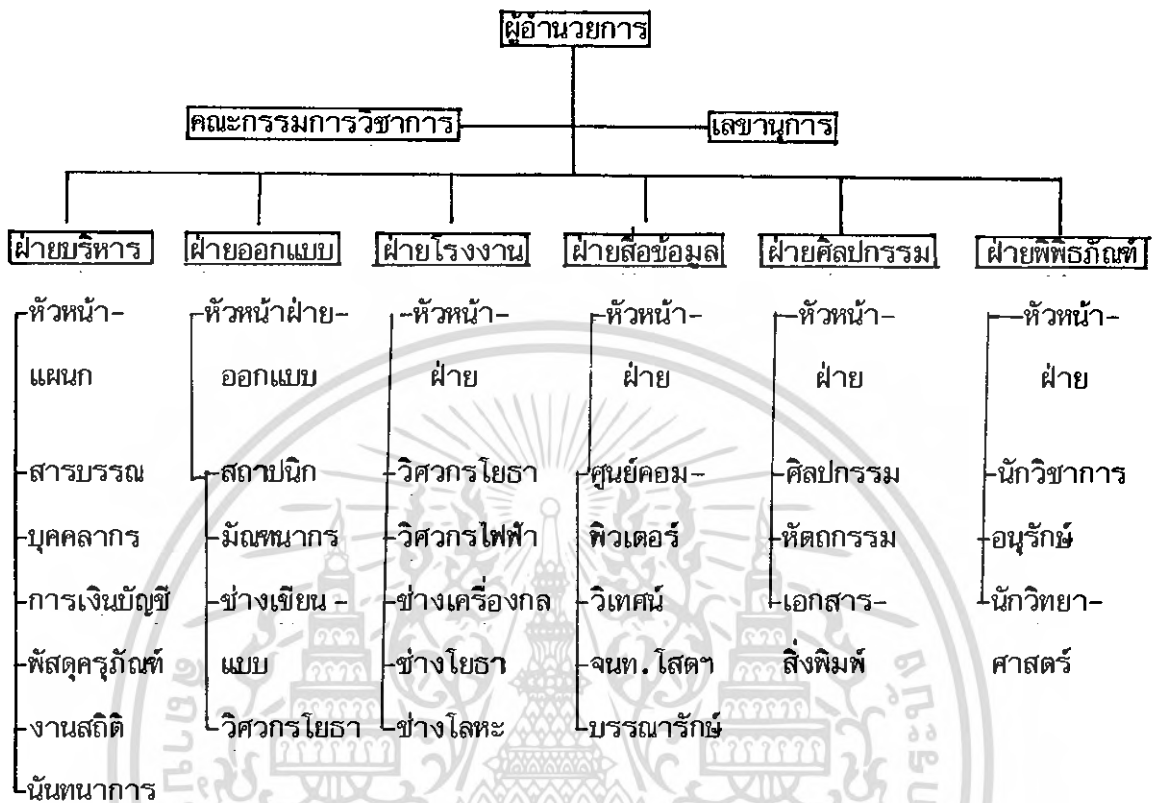 ผู้อำนวยการ
คณะกรรมการวิชาการ เลขานุการ
ฝ่ายบริหาร ฝ่ายออกแบบ ฝ่ายโรงงาน ฝ่ายสื่อข้อมูล ฝ่ายศิลปกรรม ฝ่ายพิพิธภัณฑ์
หัวหน้า-
แผนก
สารบรรณ
บุคคลากร
การเงินบัญชี
พัสดุครุภัณฑ์
งานสถิติ
นันทนาการ
หัวหน้าฝ่าย-
ออกแบบ
สถาปนิก
มัณฑนากร
ช่างเขียน-
แบบ
วิศวกรโยธา
-หัวหน้า-
ฝ่าย
วิศวกรโยธา
วิศวกรไฟฟ้า
ช่างเครื่องกล
ช่างโยธา
ช่างโลหะ
หัวหน้า-
ฝ่าย
ศูนย์คอม-
พิวเตอร์
วิเทศน์
จนท.โสตฯ
บรรณารักษ์
หัวหน้า-
ฝ่าย
ศิลปกรรม
หัตถกรรม
เอกสาร-
สิ่งพิมพ์
หัวหน้า-
ฝ่าย
นักวิชาการ
อนุรักษ์
นักวิทยา-
ศาสตร์